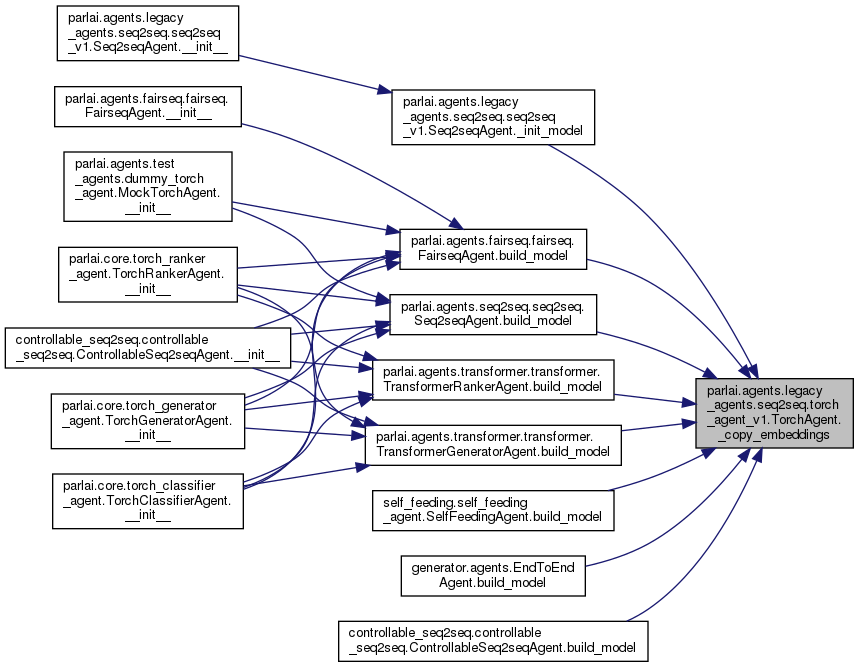 parlai.agents.legacy
_agents.seq2seq.seq2seq
_v1.Seq2seqAgent.__init__
parlai.agents.fairseq.fairseq.
FairseqAgent.__init__
parlai.agents.test
_agents.dummy_torch
_agent.MockTorchAgent.
__init__
parlai.core.torch_ranker
_agent.TorchRankerAgent.
__init__
controllable_seq2seq.controllable
_seq2seq.ControllableSeq2seqAgent.__init__
parlai.core.torch_generator
_agent.TorchGeneratorAgent.
__init__
parlai.core.torch_classifier
_agent.TorchClassifierAgent.
__init__
parlai.agents.legacy
_agents.seq2seq.seq2seq
_v1.Seq2seqAgent._init_model
parlai.agents.fairseq.fairseq.
FairseqAgent.build_model
parlai.agents.seq2seq.seq2seq.
Seq2seqAgent.build_model
parlai.agents.transformer.transformer.
TransformerRankerAgent.build_model
parlai.agents.transformer.transformer.
TransformerGeneratorAgent.build_model
self_feeding.self_feeding
_agent.SelfFeedingAgent.build_model
generator.agents.EndToEnd
Agent.build_model
controllable_seq2seq.controllable
_seq2seq.ControllableSeq2seqAgent.build_model
parlai.agents.legacy
_agents.seq2seq.torch
_agent_v1.TorchAgent.
_copy_embeddings